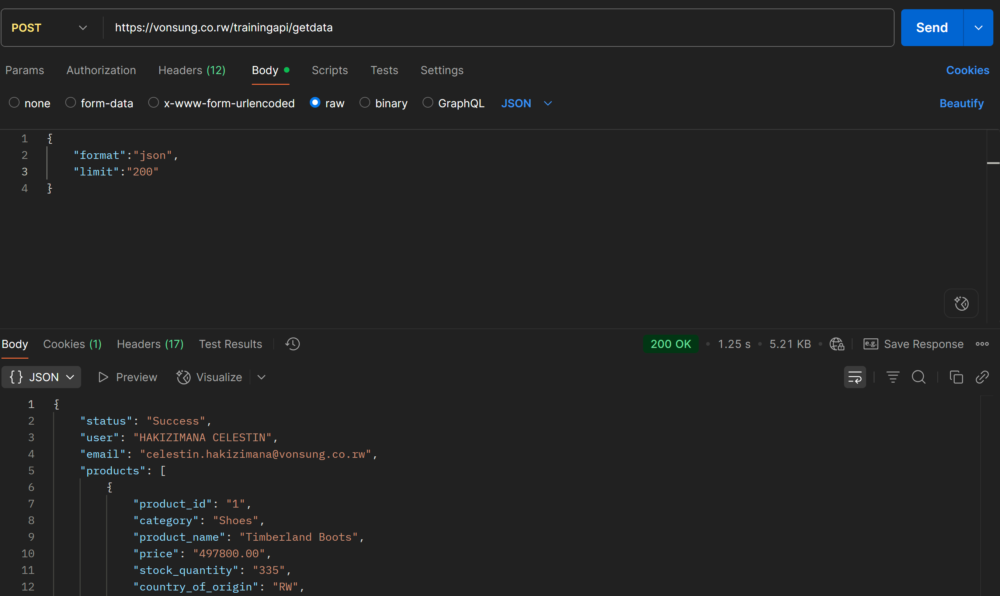 POST https://vonsung.co.rw/trainingapi/getdata Send
Params Authorization Headers (12) Body Scripts Tests Settings Cookies
none form-data x-www-form-urlencoded raw binary GraphQL JSON Beautify
1 {
2 "format":"json",
3 "limit":"200"
4 }
Body Cookies (1) Headers (17) Test Results 200 OK • 1.25 s • 5.21 KB • e.g. Save Response
{} JSON Preview Visualize
1 {
2 "status": "Success",
3 "user": "HAKIZIMANA CELESTIN",
4 "email": "celestin.hakizimana@vonsung.co.rw",
5 "products": [
6 {
7 "product_id": "1",
8 "category": "Shoes",
9 "product_name": "Timberland Boots",
10 "price": "497800.00",
11 "stock_quantity": "335",
12 "country_of_origin": "RW",